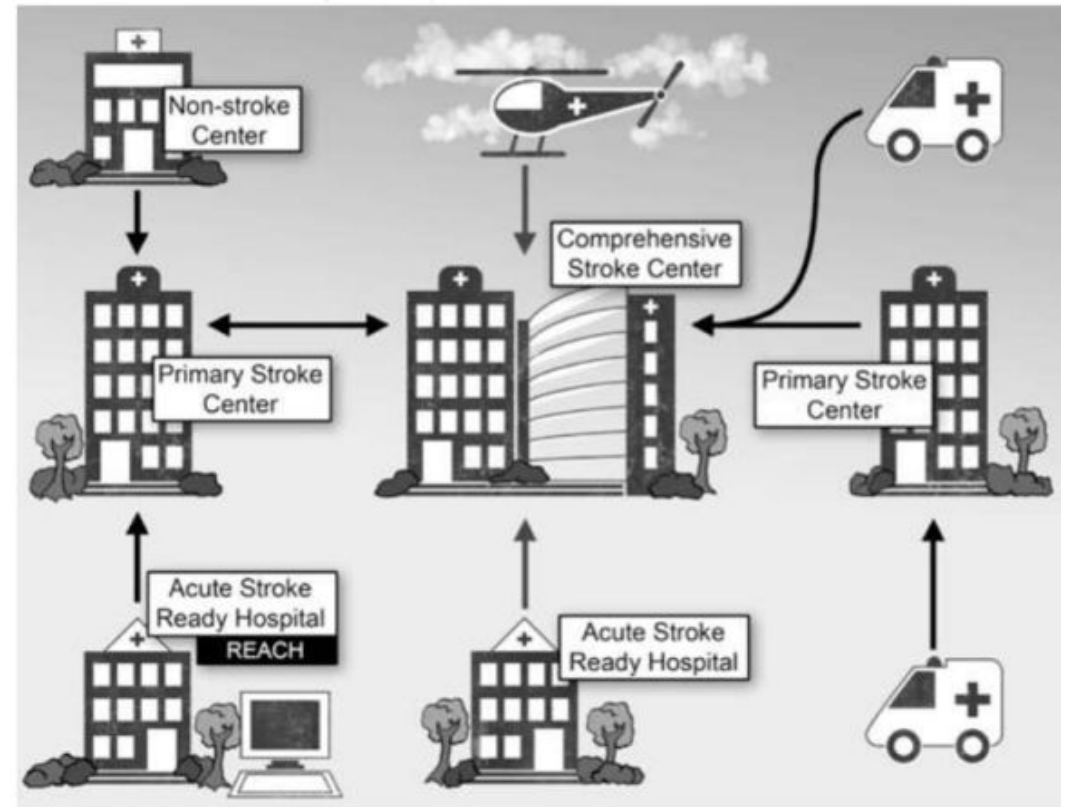 Non-stroke
Center
Comprehensive
Stroke Center
Primary Stroke
Center
Primary Stroke
Center
Acute Stroke
Ready Hospital
REACH
Acute Stroke
Ready Hospital